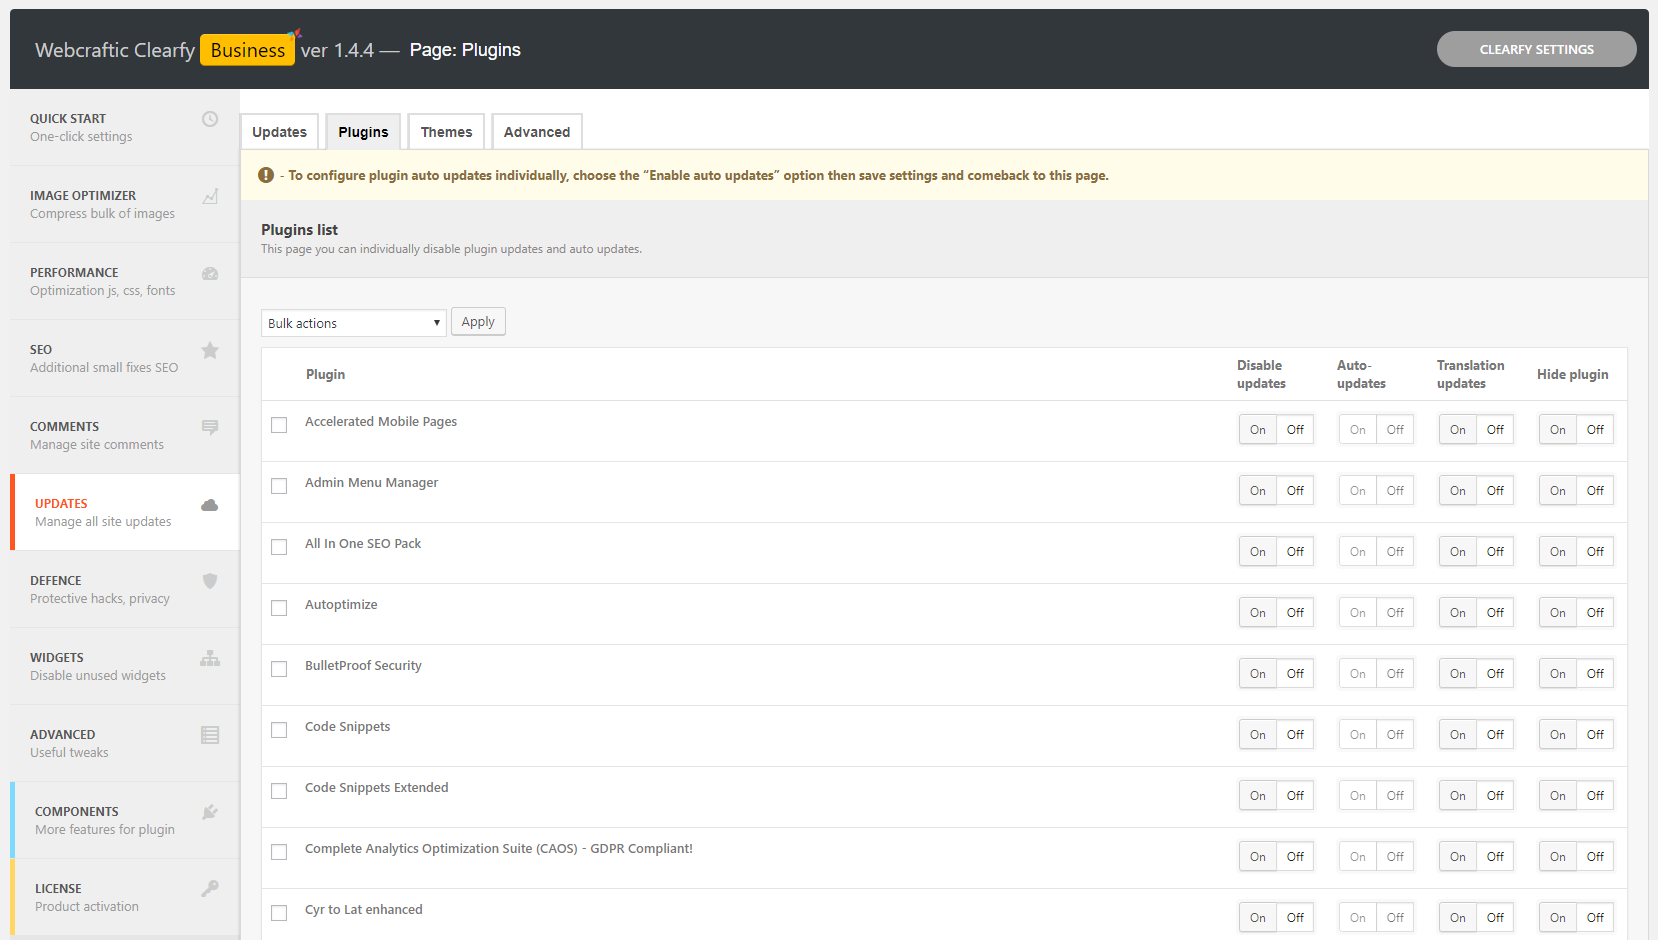 Webcraftic Clearfy Business ver 1.4.4 — Page: Plugins
CLEARFY SETTINGS
QUICK START
One-click settings
IMAGE OPTIMIZER
Compress bulk of images
PERFORMANCE
Optimization js, css, fonts
SEO
Additional small fixes SEO
COMMENTS
Manage site comments
UPDATES
Manage all site updates
DEFENCE
Protective hacks, privacy
WIDGETS
Disable unused widgets
ADVANCED
Useful tweaks
COMPONENTS
More features for plugin
LICENSE
Product activation
Updates Plugins Themes Advanced
- To configure plugin auto updates individually, choose the “Enable auto updates” option then save settings and comeback to this page.
Plugins list
This page you can individually disable plugin updates and auto updates.
Bulk actions Apply
Plugin Disable updates Auto-updates Translation updates Hide plugin
Accelerated Mobile Pages On Off On Off On Off On Off
Admin Menu Manager On Off On Off On Off On Off
All In One SEO Pack On Off On Off On Off On Off
Autoptimize On Off On Off On Off On Off
BulletProof Security On Off On Off On Off On Off
Code Snippets On Off On Off On Off On Off
Code Snippets Extended On Off On Off On Off On Off
Complete Analytics Optimization Suite (CAOS) - GDPR Compliant! On Off On Off On Off On Off
Cyr to Lat enhanced On Off On Off On Off On Off